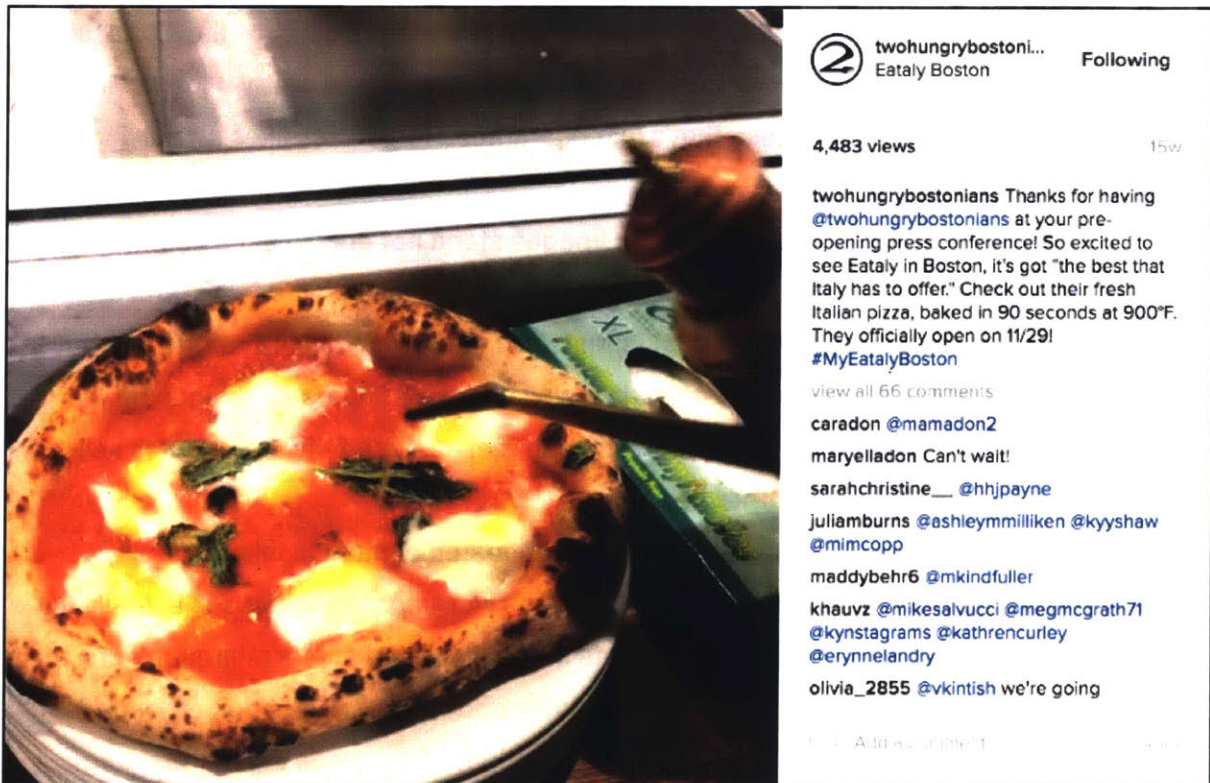 twohungrybostoni...
Eataly Boston
Following
4,483 views
15w
twohungrybostonians Thanks for having
@twohungrybostonians at your pre-
opening press conference! So excited to
see Eataly in Boston, it's got "the best that
Italy has to offer." Check out their fresh
Italian pizza, baked in 90 seconds at 900°F.
They officially open on 11/29!
#MyEatalyBoston
view all 66 comments
caradon @mamadon2
maryelladon Can't wait!
sarahchristine__ @hhjpayne
juliamburns @ashleymmilliken @kyyshaw
@mimcopp
maddybehr6 @mkindfuller
khauvz @mikesalvucci @megmcgrath71
@kynstagrams @kathrencurley
@erynnelandry
olivia_2855 @vkintish we're going
Add a comment
XL